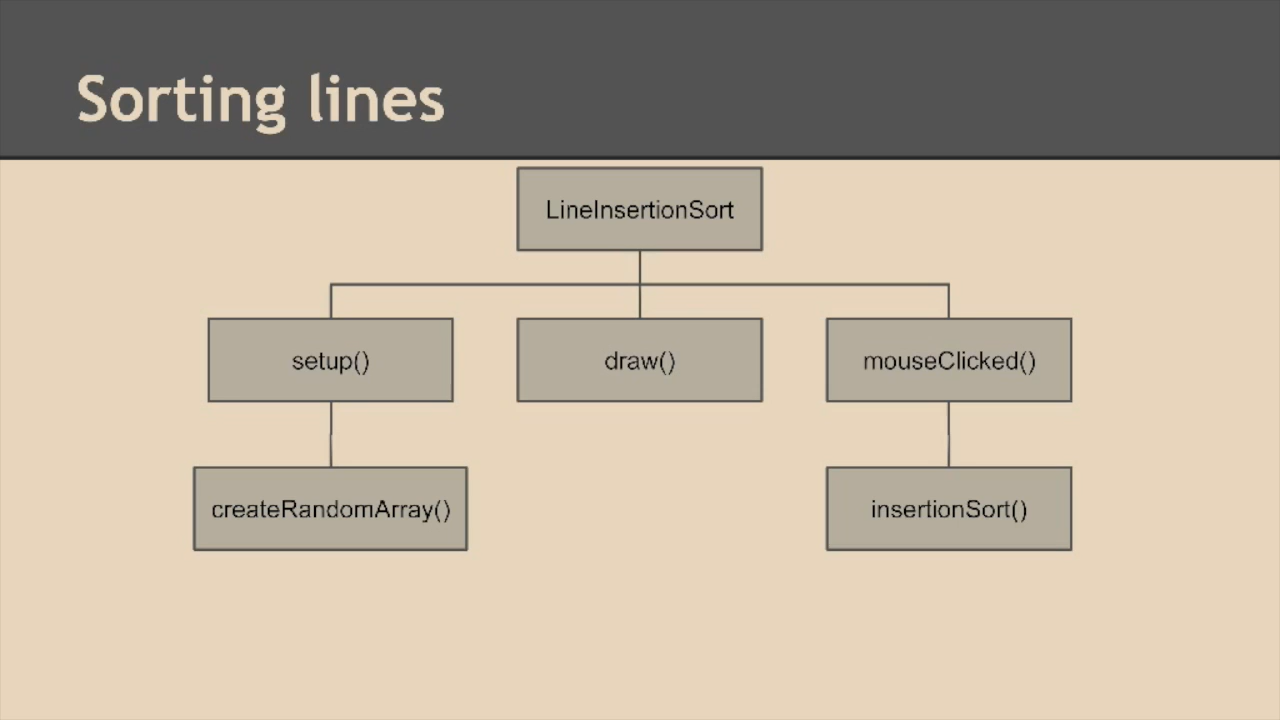 Sorting lines
LineInsertionSort
setup()
draw()
mouseClicked()
createRandomArray()
insertionSort()